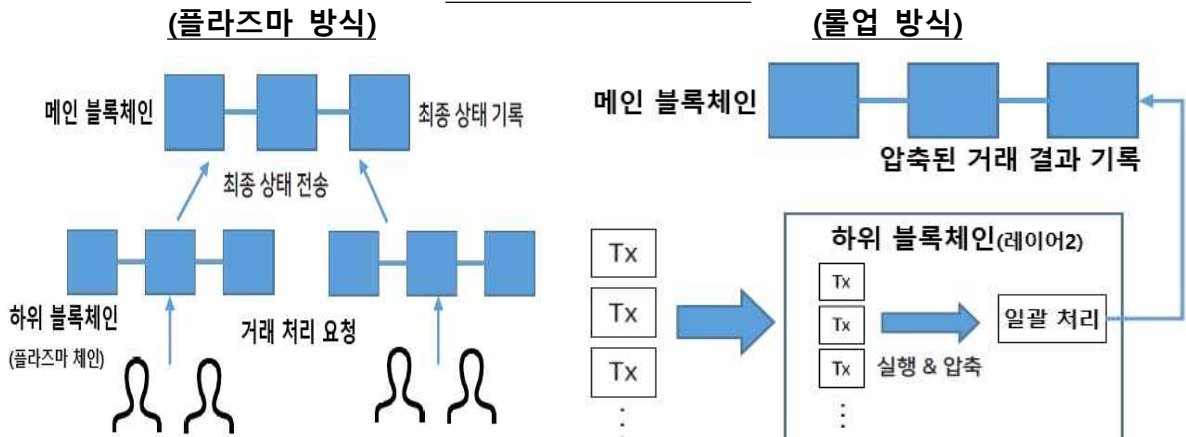 (플라즈마 방식)
메인 블록체인
최종 상태 기록
최종 상태 전송
하위 블록체인
(플라즈마 체인)
거래 처리 요청
(롤업 방식)
메인 블록체인
압축된 거래 결과 기록
Tx
Tx
Tx
⋮
하위 블록체인(레이어2)
Tx
Tx
Tx
⋮
실행 & 압축
일괄 처리